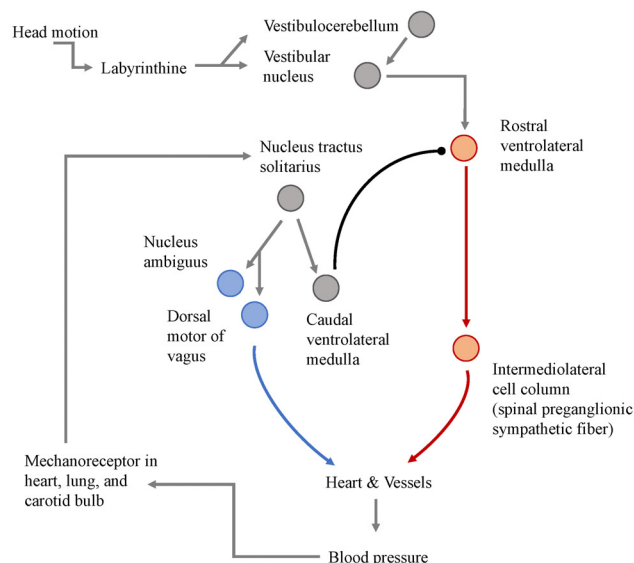 Head motion
Labyrinthine
Vestibulocerebellum
Vestibular
nucleus
Rostral
ventrolateral
medulla
Nucleus tractus
solitarius
Nucleus
ambiguus
Dorsal
motor of
vagus
Caudal
ventrolateral
medulla
Intermediolateral
cell column
(spinal preganglionic
sympathetic fiber)
Mechanoreceptor in
heart, lung, and
carotid bulb
Heart & Vessels
Blood pressure